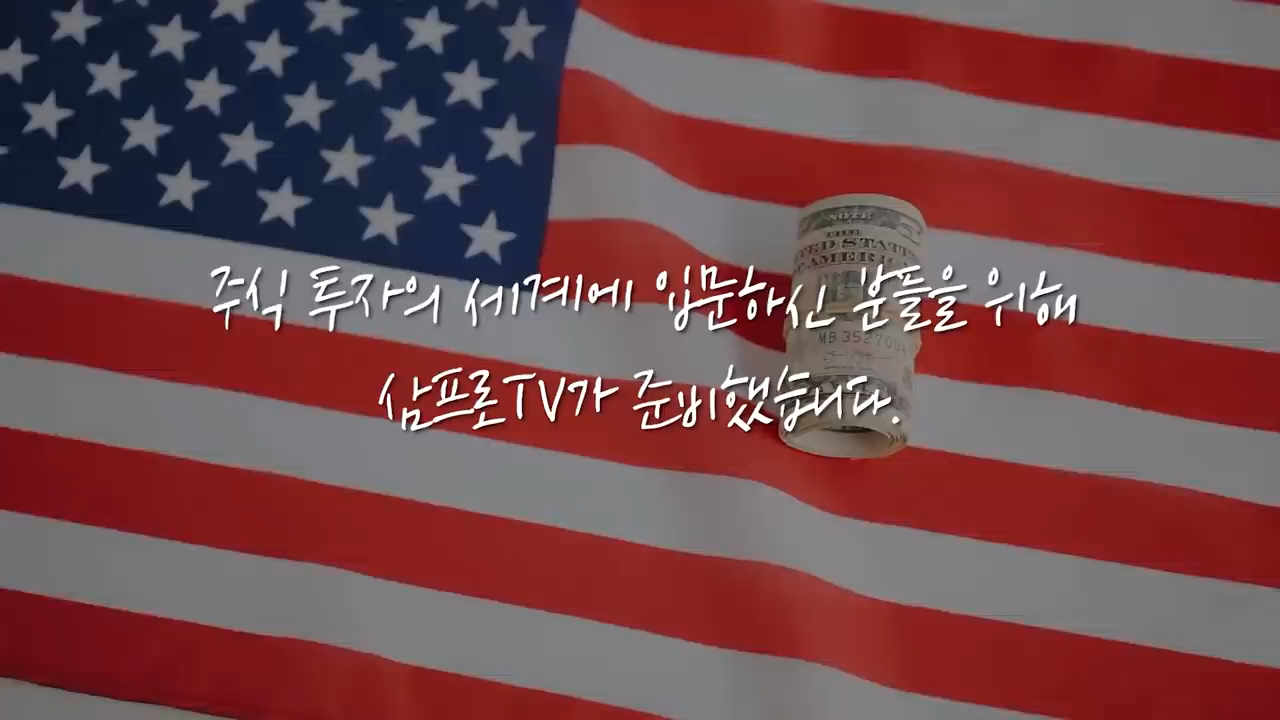 주식 투자의 세계에 입문하신 분들을 위해
삼프로TV가 준비했습니다.
MB352700